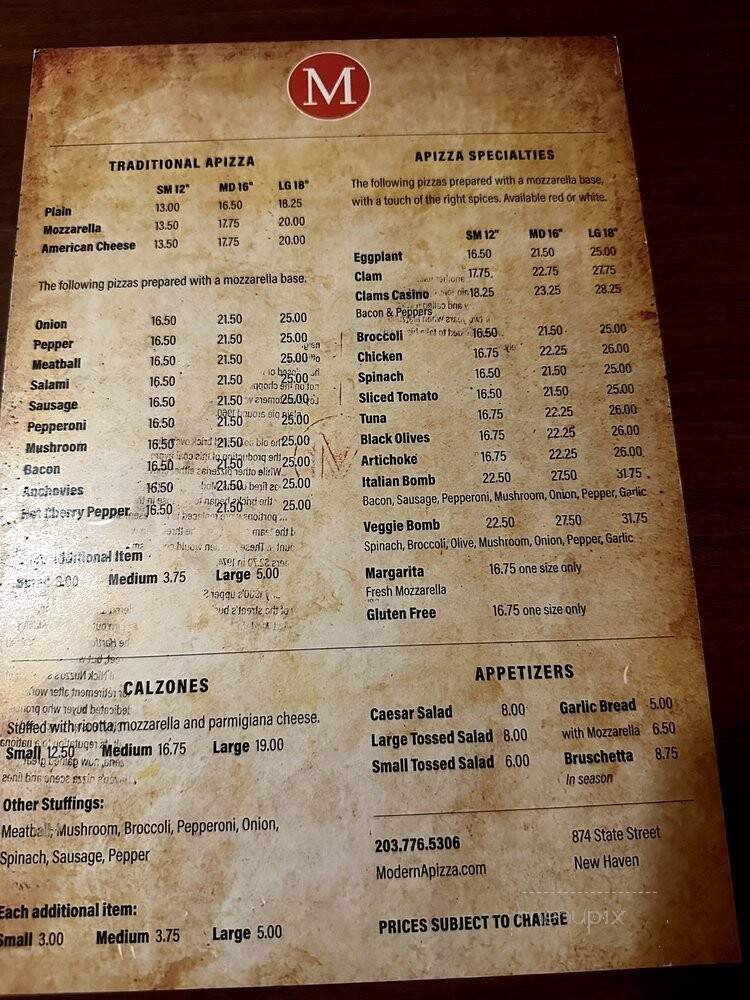 M
TRADITIONAL APIZZA
SM 12" MD 16" LG 18"
Plain 13.00 16.50 18.25
Mozzarella 13.50 17.75 20.00
American Cheese 13.50 17.75 20.00
The following pizzas prepared with a mozzarella base.
Onion 16.50 21.50 25.00
Pepper 16.50 21.50 25.00
Meatball 16.50 21.50 25.00
Salami 16.50 21.50 25.00
Sausage 16.50 21.50 25.00
Pepperoni 16.50 21.50 25.00
Mushroom 16.50 21.50 25.00
Bacon 16.50 21.50 25.00
Anchovies 16.50 21.50 25.00
Hot Cherry Pepper 16.50 21.50 25.00
additional Item
Medium 3.75 Large 5.00
APIZZA SPECIALTIES
The following pizzas prepared with a mozzarella base,
with a touch of the right spices. Available red or white.
SM 12" MD 16" LG 18"
Eggplant 16.50 21.50 25.00
Clam 17.75 22.75 27.75
Clams Casino 18.25 23.25 28.25
Bacon & Peppers
Broccoli 16.50 21.50 25.00
Chicken 16.75 22.25 26.00
Spinach 16.50 21.50 25.00
Sliced Tomato 16.50 21.50 25.00
Tuna 16.75 22.25 26.00
Black Olives 16.75 22.25 26.00
Artichoke 16.75 22.25 26.00
Italian Bomb 22.50 27.50 31.75
Bacon, Sausage, Pepperoni, Mushroom, Onion, Pepper, Garlic
Veggie Bomb 22.50 27.50 31.75
Spinach, Broccoli, Olive, Mushroom, Onion, Pepper, Garlic
Margarita 16.75 one size only
Fresh Mozzarella
Gluten Free 16.75 one size only
CALZONES
Stuffed with ricotta, mozzarella and parmigiana cheese.
Small 12.50 Medium 16.75 Large 19.00
Other Stuffings:
Meatball, Mushroom, Broccoli, Pepperoni, Onion,
Spinach, Sausage, Pepper
Each additional item:
Small 3.00 Medium 3.75 Large 5.00
APPETIZERS
Caesar Salad 8.00
Large Tossed Salad 8.00
Small Tossed Salad 6.00
Garlic Bread 5.00
with Mozzarella 6.50
Bruschetta 8.75
In season
203.776.5306
ModernApizza.com
874 State Street
New Haven
PRICES SUBJECT TO CHANGE